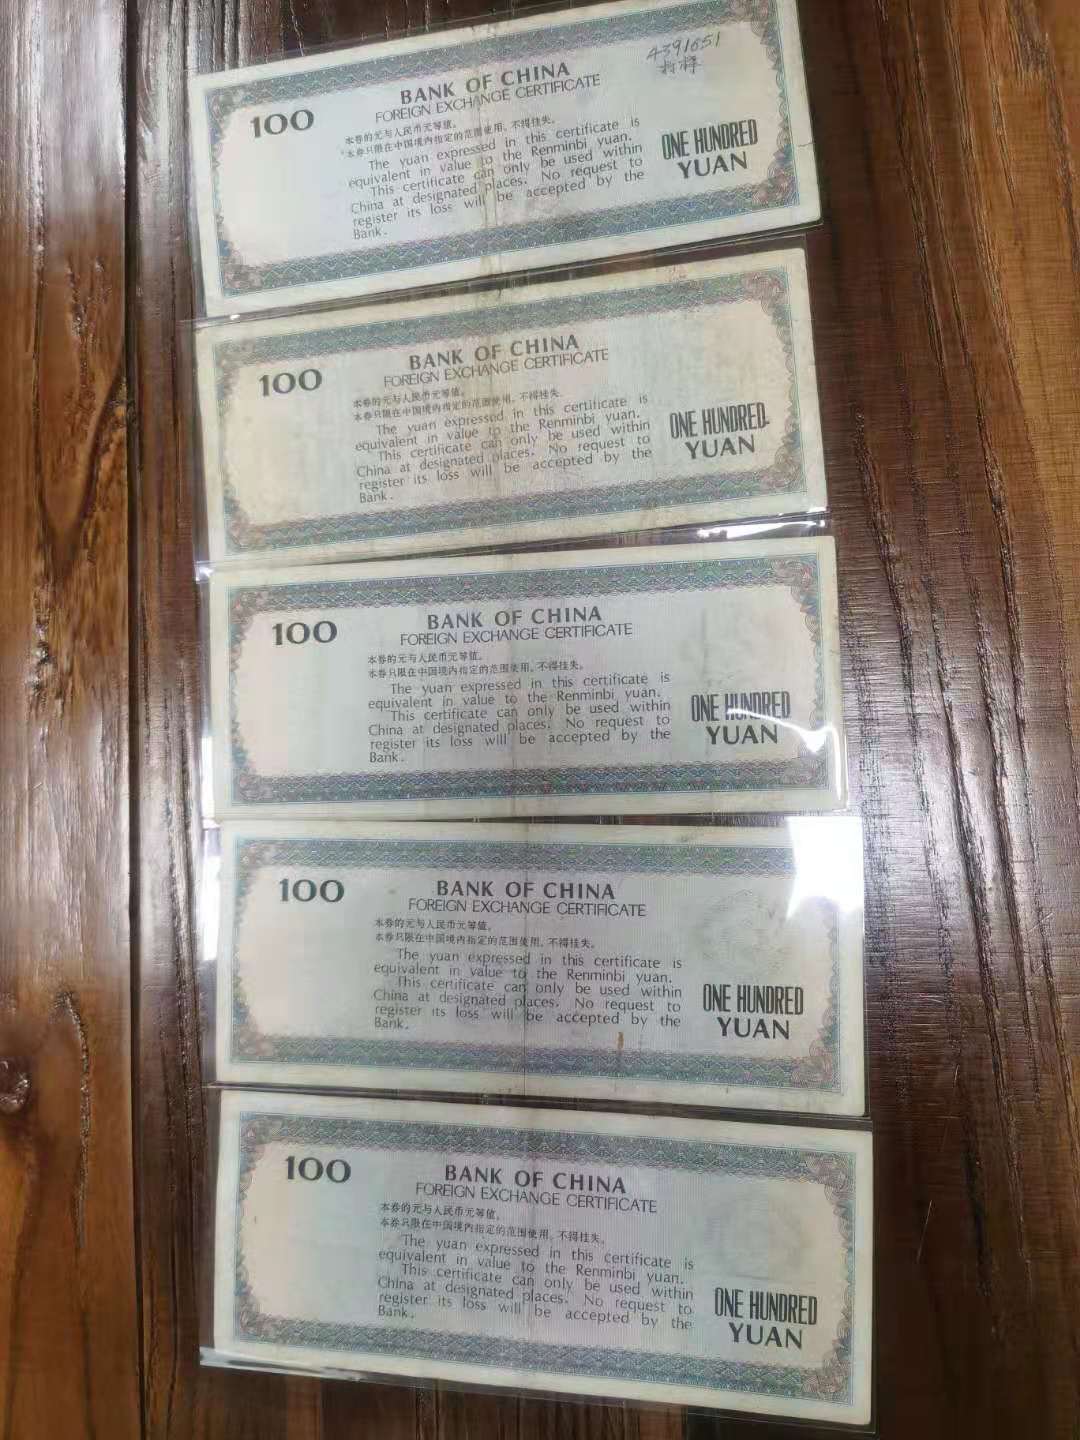 4391651
打样
BANK OF CHINA
FOREIGN EXCHANGE CERTIFICATE
100
本券的元与人民币元等值。
本券只限在中国境内指定的范围使用,不得挂失。
The yuan expressed in this certificate is
equivalent in value to the Renminbi yuan.
This certificate can only be used within
China at designated places. No request to
register its loss will be accepted by the
Bank.
ONE HUNDRED
YUAN
BANK OF CHINA
FOREIGN EXCHANGE CERTIFICATE
100
本券的元与人民币元等值。
本券只限在中国境内指定的范围使用,不得挂失。
The yuan expressed in this certificate is
equivalent in value to the Renminbi yuan.
This certificate can only be used within
China at designated places. No request to
register its loss will be accepted by the
Bank.
ONE HUNDRED
YUAN
BANK OF CHINA
FOREIGN EXCHANGE CERTIFICATE
100
本券的元与人民币元等值。
本券只限在中国境内指定的范围使用,不得挂失。
The yuan expressed in this certificate is
equivalent in value to the Renminbi yuan.
This certificate can only be used within
China at designated places. No request to
register its loss will be accepted by the
Bank.
ONE HUNDRED
YUAN
BANK OF CHINA
FOREIGN EXCHANGE CERTIFICATE
100
本券的元与人民币元等值。
本券只限在中国境内指定的范围使用,不得挂失。
The yuan expressed in this certificate is
equivalent in value to the Renminbi yuan.
This certificate can only be used within
China at designated places. No request to
register its loss will be accepted by the
Bank.
ONE HUNDRED
YUAN
BANK OF CHINA
FOREIGN EXCHANGE CERTIFICATE
100
本券的元与人民币元等值。
本券只限在中国境内指定的范围使用,不得挂失。
The yuan expressed in this certificate is
equivalent in value to the Renminbi yuan.
This certificate can only be used within
China at designated places. No request to
register its loss will be accepted by the
Bank.
ONE HUNDRED
YUAN